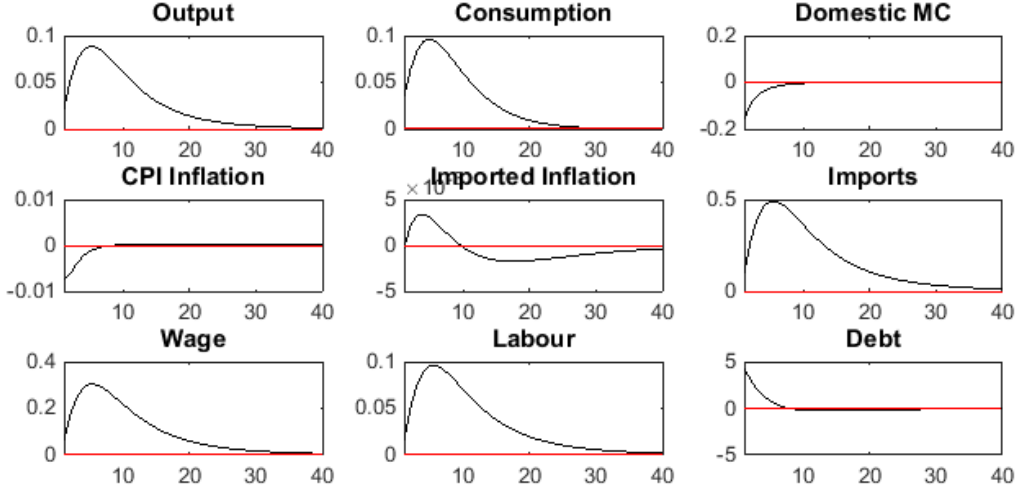 Output Consumption Domestic MC
0.1 0.1 0.2
0.05 0.05 0
0 0 -0.2
10 20 30 40 10 20 30 40 10 20 30 40
CPI Inflation Imported Inflation Imports
× 10
0.01 5 0.5
0 0
-0.01 -5 0
10 20 30 40 10 20 30 40 10 20 30 40
Wage Labour Debt
0.4 0.1 5
0.2 0.05 0
0 0 -5
10 20 30 40 10 20 30 40 10 20 30 40